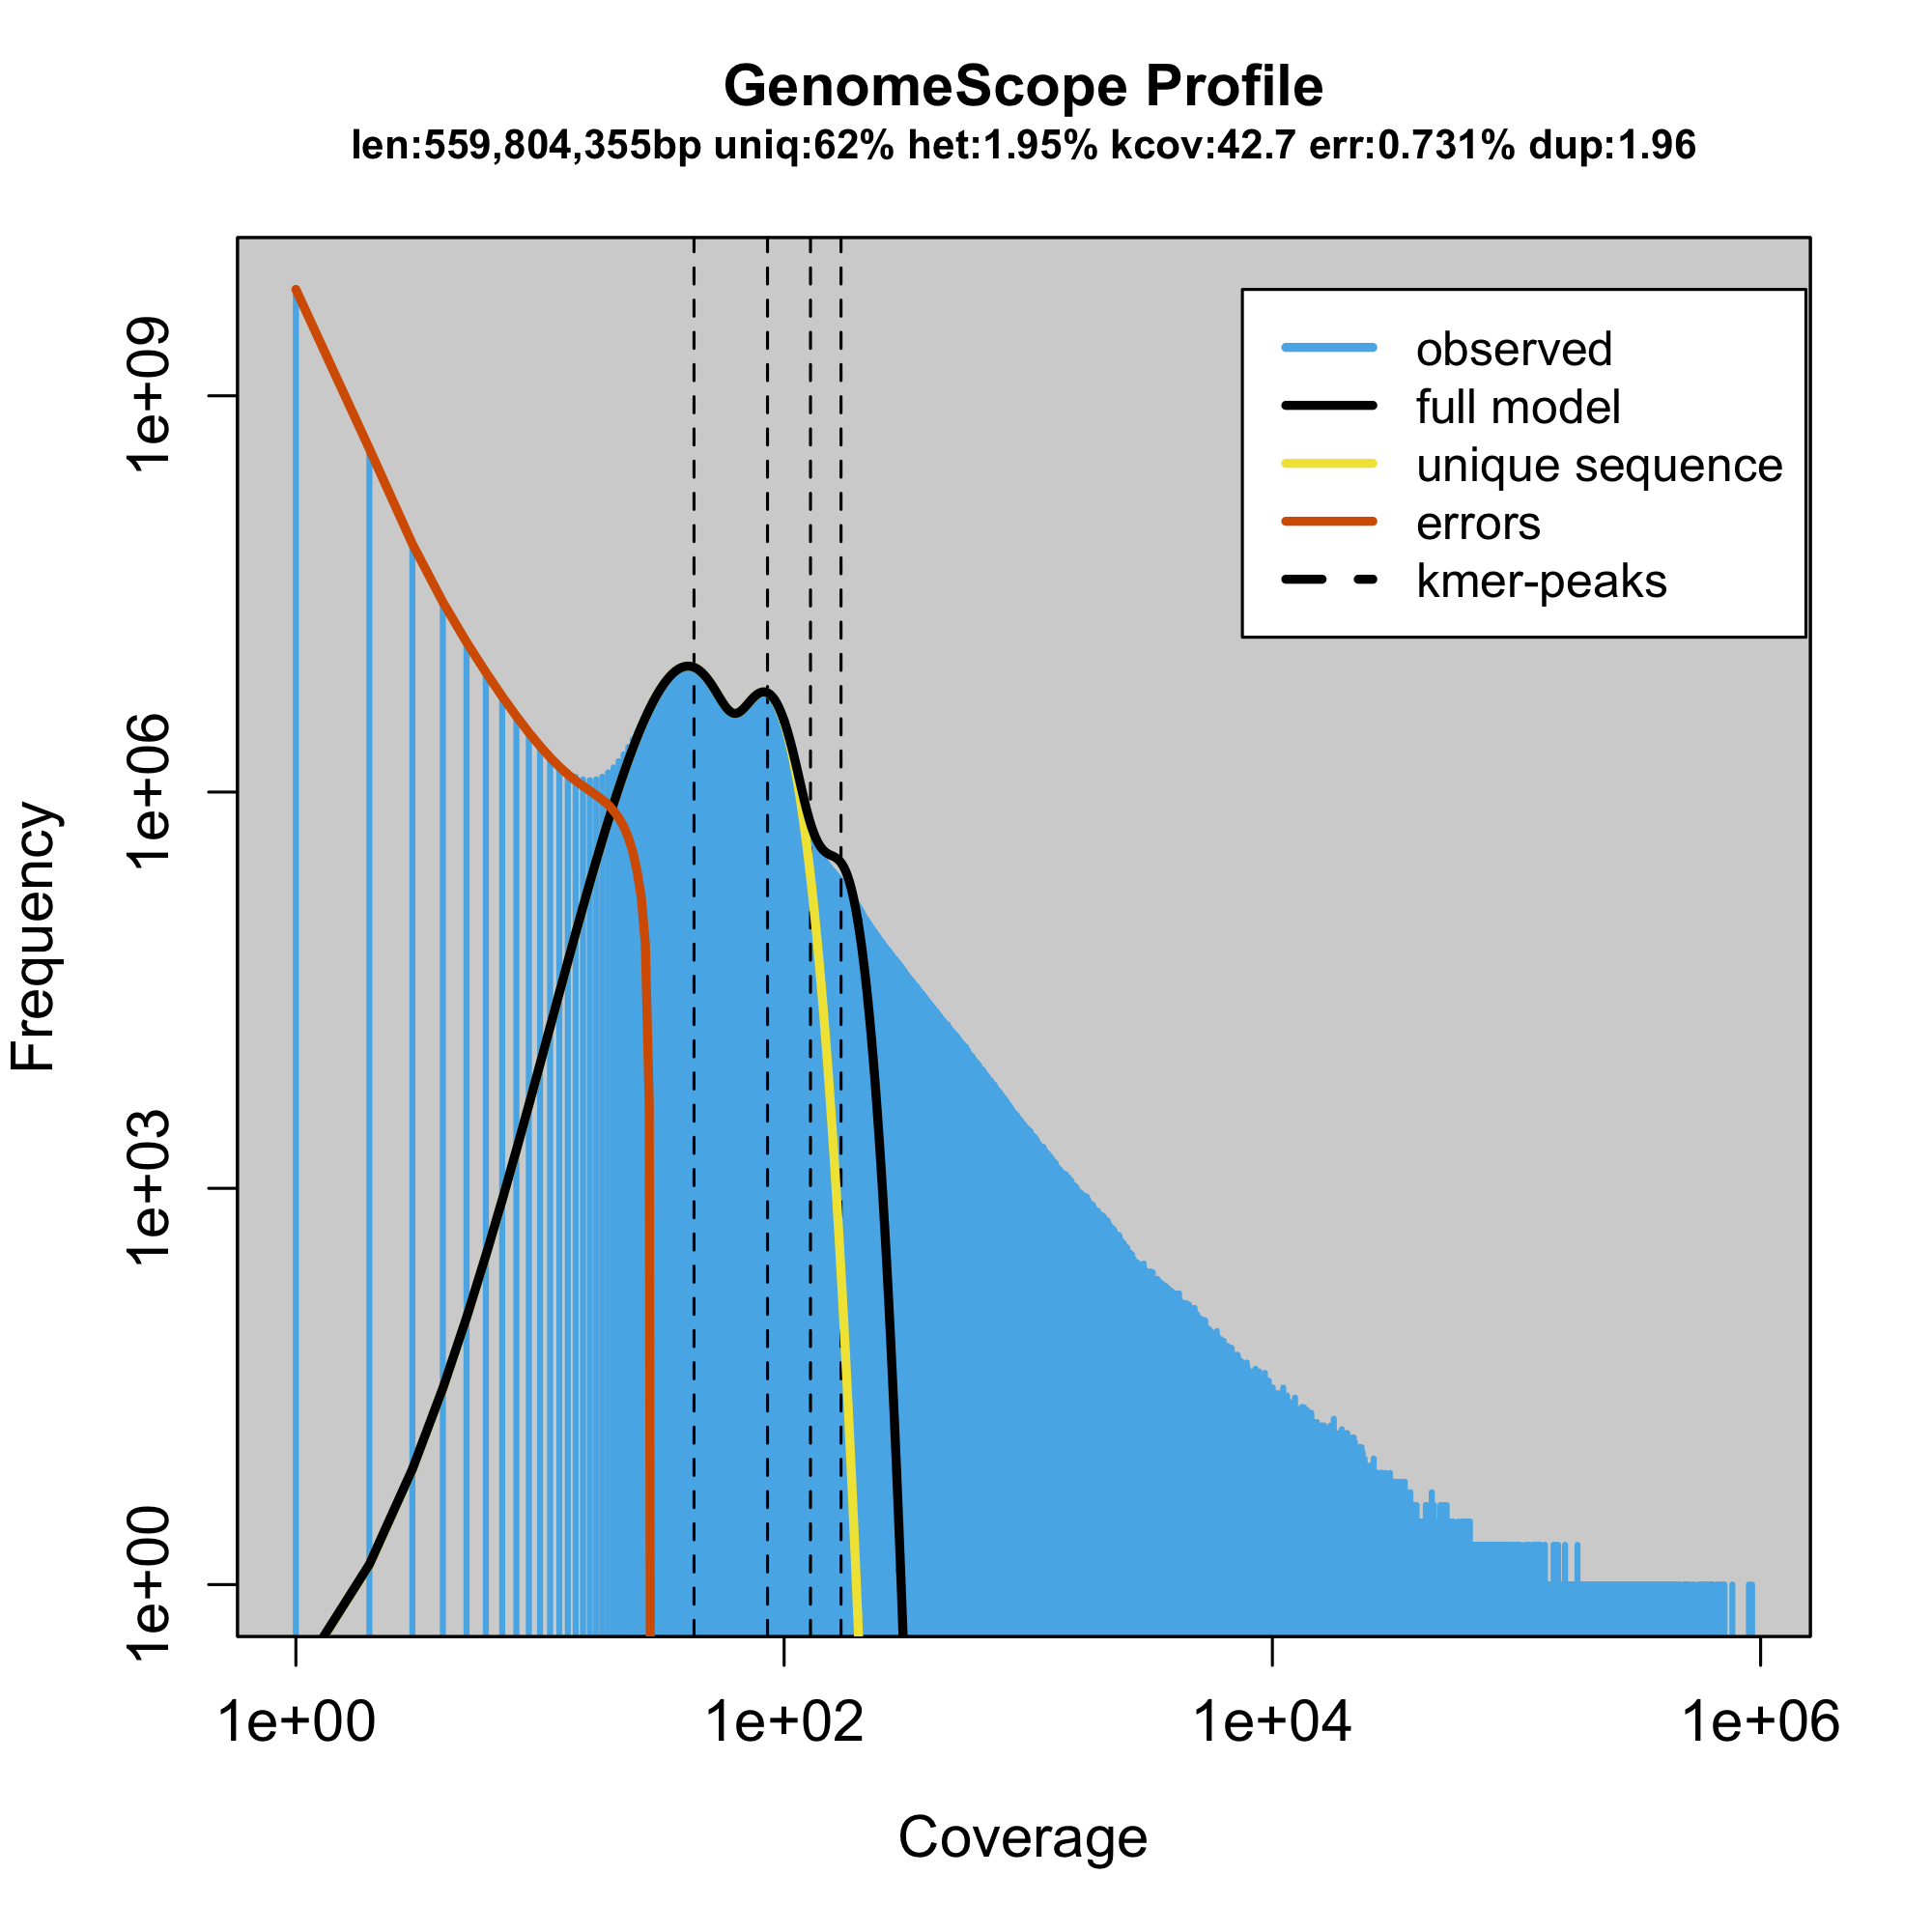 GenomeScope Profile
len:559,804,355bp uniq:62% het:1.95% kcov:42.7 err:0.731% dup:1.96
observed
full model
unique sequence
errors
kmer-peaks
Frequency
1e+09
1e+06
1e+03
1e+00
1e+00 1e+02 1e+04 1e+06
Coverage